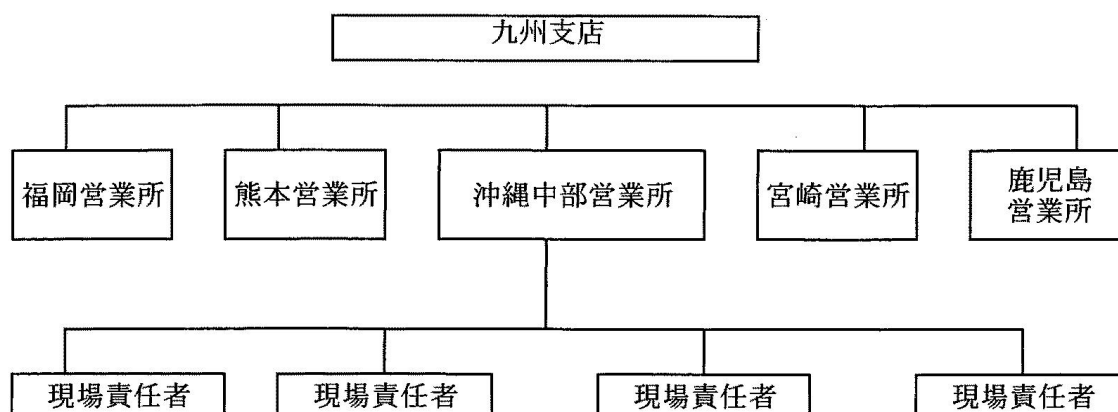 九州支店
福岡営業所
熊本営業所
沖縄中部営業所
宮崎営業所
鹿児島
営業所
現場責任者
現場責任者
現場責任者
現場責任者